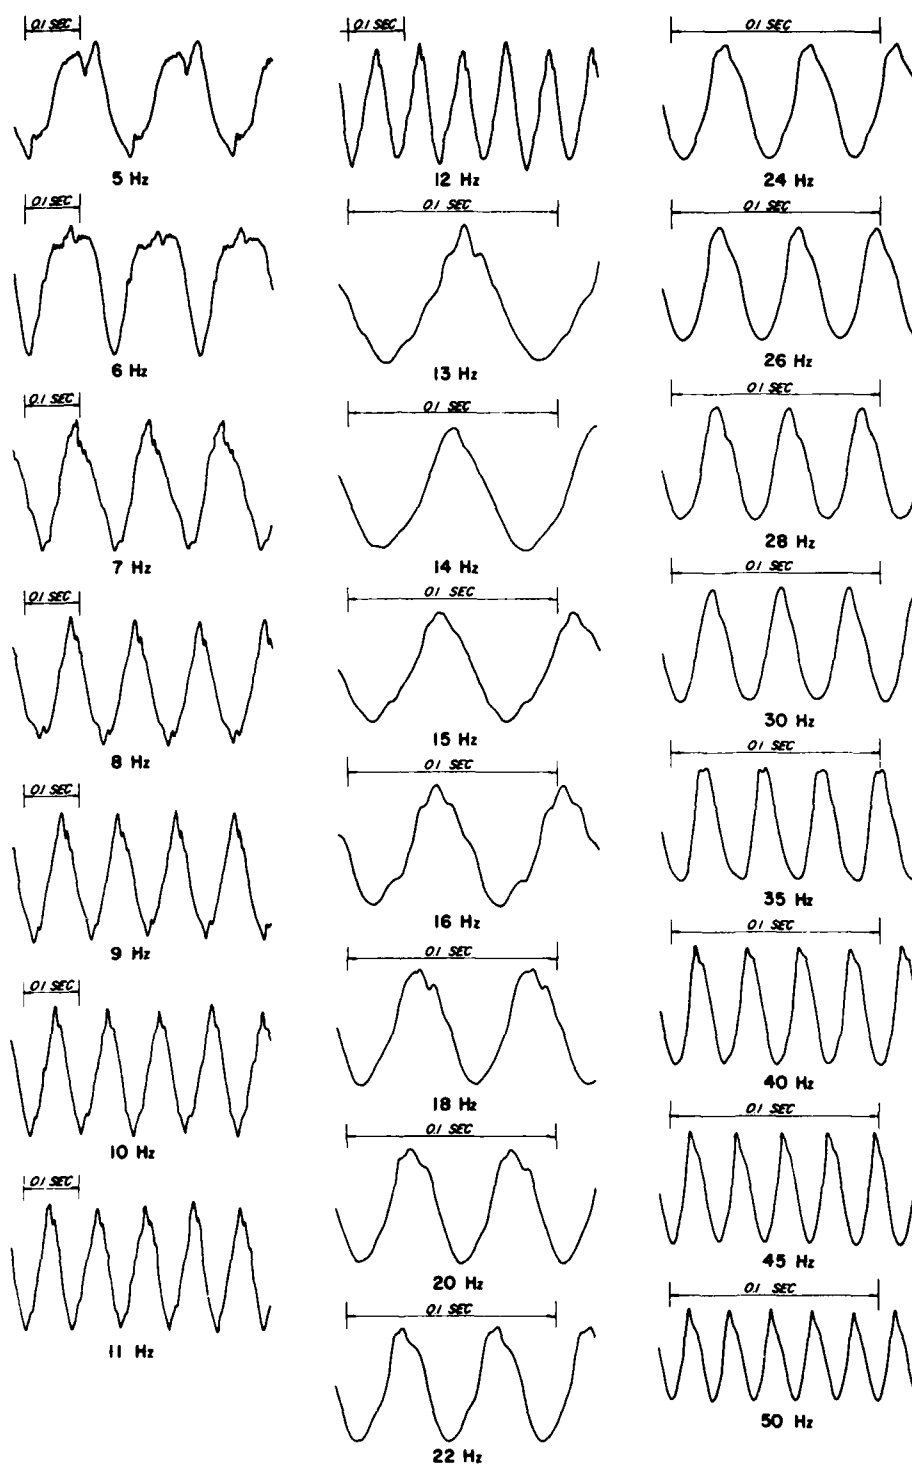 0.1 SEC
5 Hz
0.1 SEC
6 Hz
0.1 SEC
7 Hz
0.1 SEC
8 Hz
0.1 SEC
9 Hz
0.1 SEC
10 Hz
0.1 SEC
11 Hz
0.1 SEC
12 Hz
0.1 SEC
13 Hz
0.1 SEC
14 Hz
0.1 SEC
15 Hz
0.1 SEC
16 Hz
0.1 SEC
18 Hz
0.1 SEC
20 Hz
0.1 SEC
22 Hz
0.1 SEC
24 Hz
0.1 SEC
26 Hz
0.1 SEC
28 Hz
0.1 SEC
30 Hz
0.1 SEC
35 Hz
0.1 SEC
40 Hz
0.1 SEC
45 Hz
0.1 SEC
50 Hz